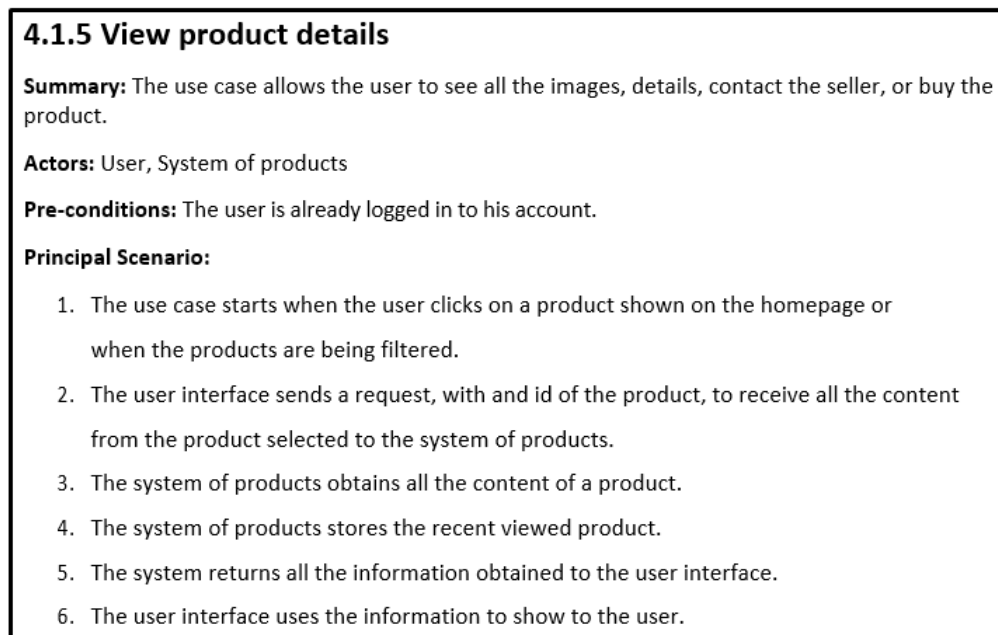 4.1.5 View product details
Summary: The use case allows the user to see all the images, details, contact the seller, or buy the
product.
Actors: User, System of products
Pre-conditions: The user is already logged in to his account.
Principal Scenario:
1. The use case starts when the user clicks on a product shown on the homepage or
when the products are being filtered.
2. The user interface sends a request, with and id of the product, to receive all the content
from the product selected to the system of products.
3. The system of products obtains all the content of a product.
4. The system of products stores the recent viewed product.
5. The system returns all the information obtained to the user interface.
6. The user interface uses the information to show to the user.